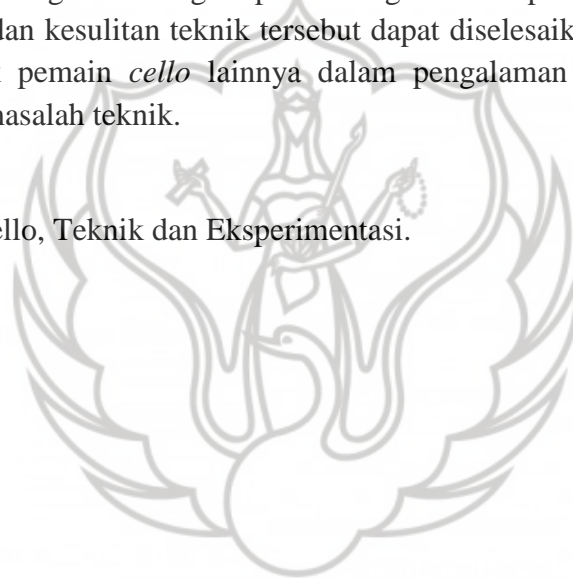 dan kesulitan teknik tersebut dapat diselesaik
pemain cello lainnya dalam pengalaman
masalah teknik.
ello, Teknik dan Eksperimentasi.